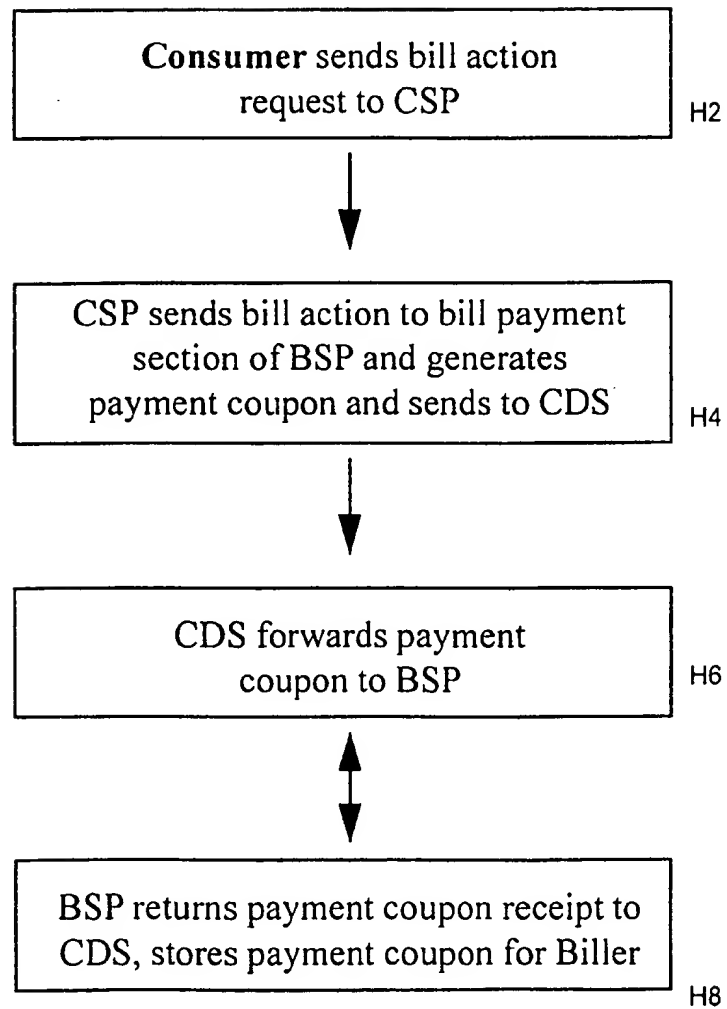 Consumer sends bill action
request to CSP
H2
CSP sends bill action to bill payment
section of BSP and generates
payment coupon and sends to CDS
H4
CDS forwards payment
coupon to BSP
H6
BSP returns payment coupon receipt to
CDS, stores payment coupon for Biller
H8